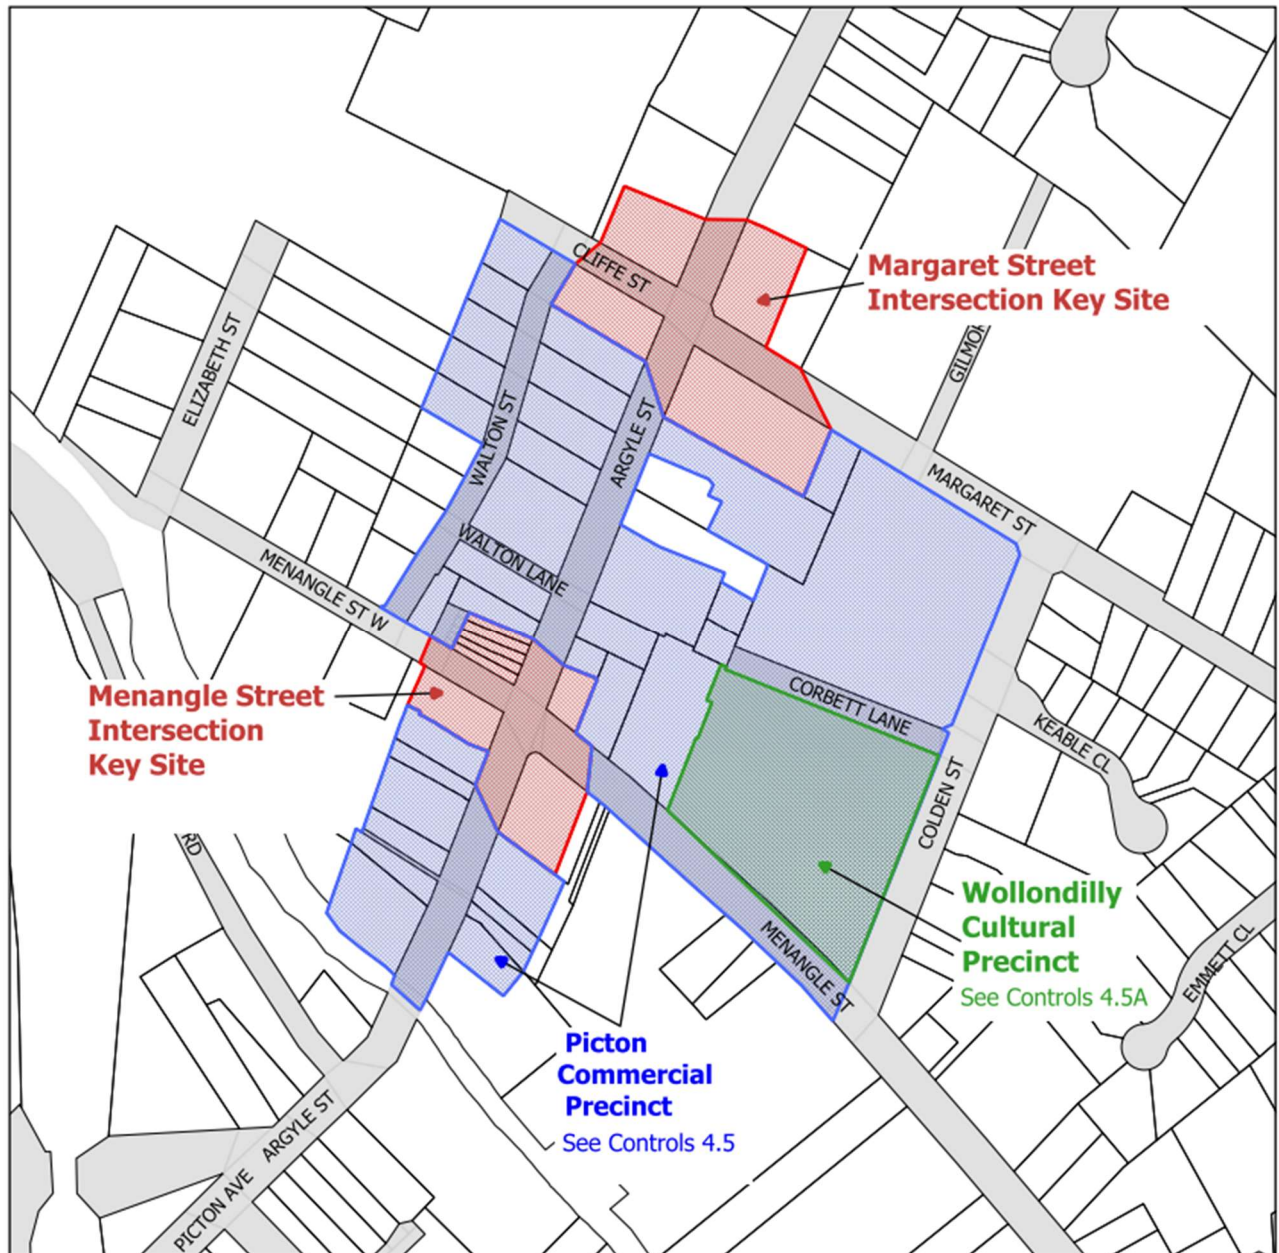 CLIFFE ST
Margaret Street
Intersection Key Site
ELIZABETH ST
WALTON ST
ARGYLE ST
MARGARET ST
WALTON LANE
MENANGLE ST W
Menangle Street
Intersection
Key Site
CORBETT LANE
KEABLE CL
COLDEN ST
RD
Wollondilly
Cultural
Precinct
See Controls 4.5A
MENANGLE ST
EMMETT CL
Picton
Commercial
Precinct
See Controls 4.5
ARGYLE ST
PICTON AVE